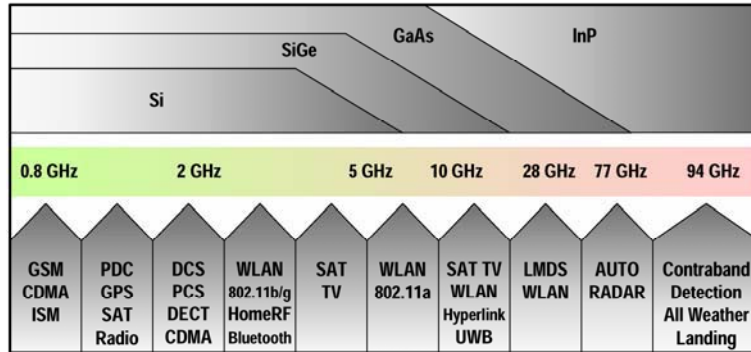 GaAs
InP
SiGe
Si
0.8 GHz
2 GHz
5 GHz
10 GHz
28 GHz
77 GHz
94 GHz
GSM
CDMA
ISM
PDC
GPS
SAT
Radio
DCS
PCS
DECT
CDMA
WLAN
802.11b/g
HomeRF
Bluetooth
SAT
TV
WLAN
802.11a
SAT TV
WLAN
Hyperlink
UWB
LMDS
WLAN
AUTO
RADAR
Contraband
Detection
All Weather
Landing